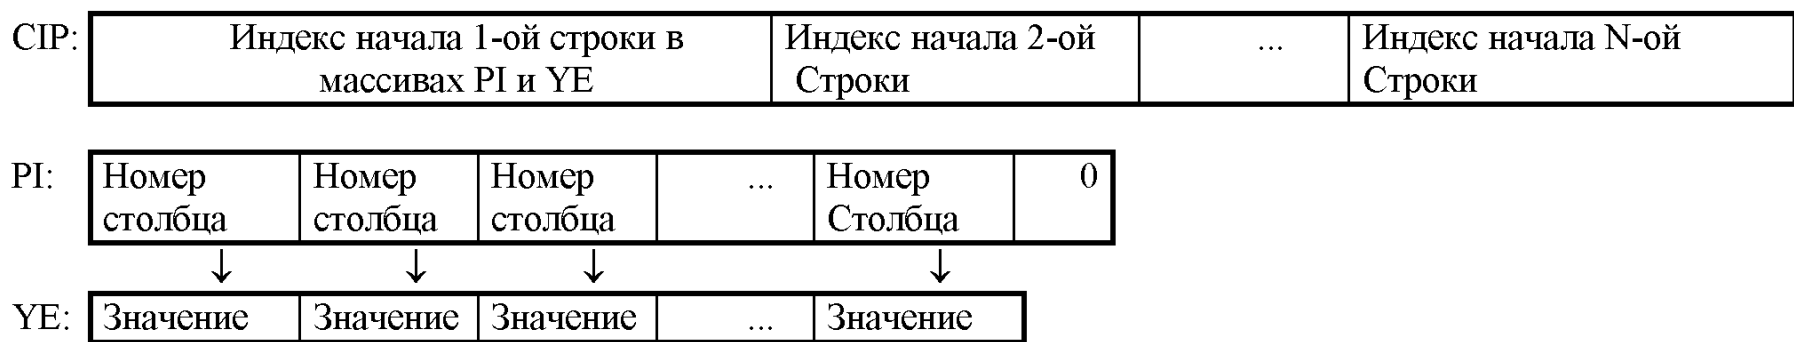 CIP: Индекс начала 1-ой строки в Индекс начала 2-ой ... Индекс начала N-ой
массивах PI и YE Строки Строки
PI: Номер Номер Номер ... Номер 0
столбца столбца столбца Столбца
↓ ↓ ↓ ↓
YE: Значение Значение Значение ... Значение